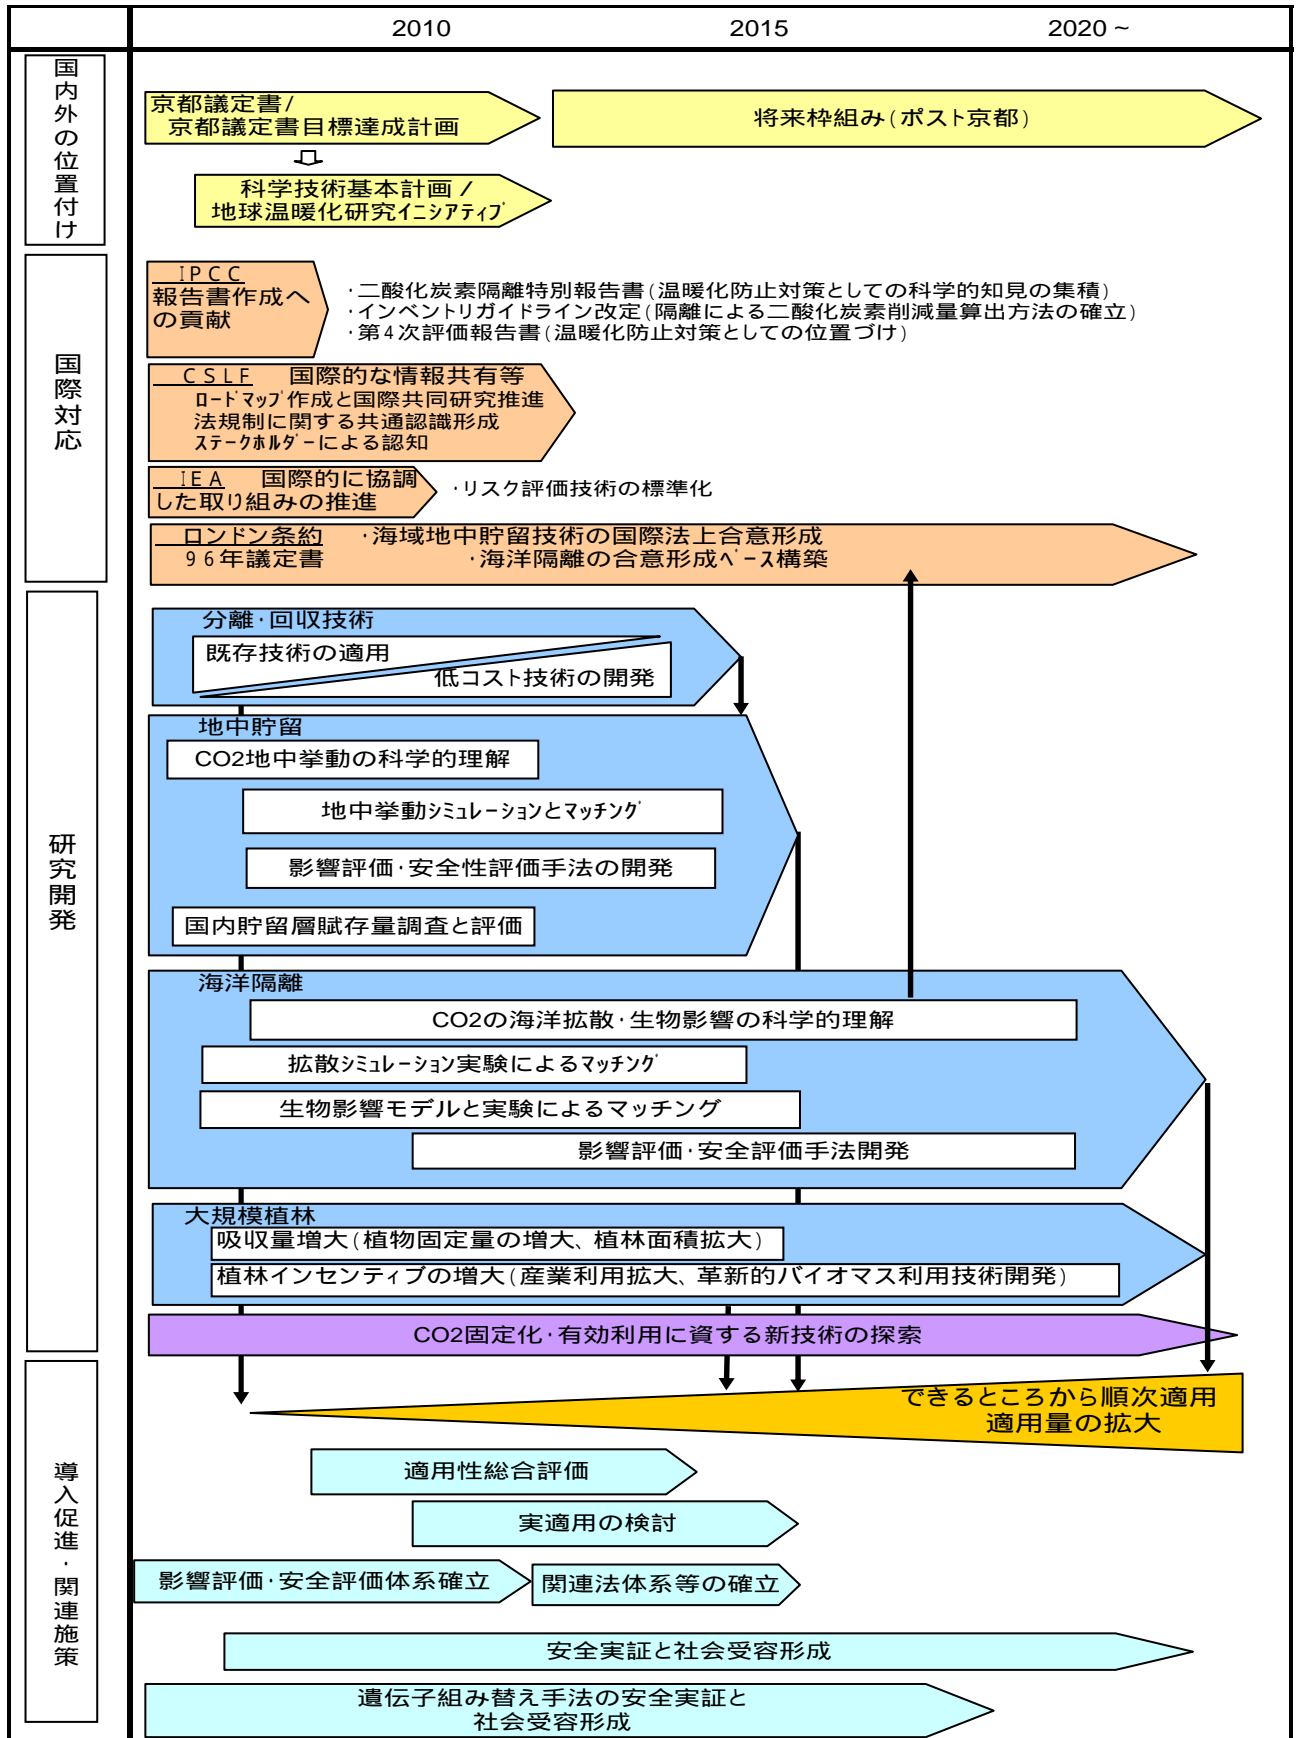 2010 2015 2020 ~
国内外の位置付け
京都議定書/
京都議定書目標達成計画
将来枠組み(ポスト京都)
科学技術基本計画 /
地球温暖化研究イニシアティブ
国際対応
IPCC
報告書作成へ
の貢献
・二酸化炭素隔離特別報告書(温暖化防止対策としての科学的知見の集積)
・インベントリガイドライン改定(隔離による二酸化炭素削減量算出方法の確立)
・第4次評価報告書(温暖化防止対策としての位置づけ)
CSLF 国際的な情報共有等
ロードマップ作成と国際共同研究推進
法規制に関する共通認識形成
ステークホルダーによる認知
IEA 国際的に協調
した取り組みの推進
・リスク評価技術の標準化
ロンドン条約 ・海域地中貯留技術の国際法上合意形成
96年議定書 ・海洋隔離の合意形成ベース構築
研究開発
分離・回収技術
既存技術の適用
低コスト技術の開発
地中貯留
CO2地中挙動の科学的理解
地中挙動シミュレーションとマッチング
影響評価・安全性評価手法の開発
国内貯留層賦存量調査と評価
海洋隔離
CO2の海洋拡散・生物影響の科学的理解
拡散シミュレーション実験によるマッチング
生物影響モデルと実験によるマッチング
影響評価・安全評価手法開発
大規模植林
吸収量増大(植物固定量の増大、植林面積拡大)
植林インセンティブの増大(産業利用拡大、革新的バイオマス利用技術開発)
CO2固定化・有効利用に資する新技術の探索
導入促進・関連施策
できるところから順次適用
適用量の拡大
適用性総合評価
実適用の検討
影響評価・安全評価体系確立
関連法体系等の確立
安全実証と社会受容形成
遺伝子組み替え手法の安全実証と
社会受容形成